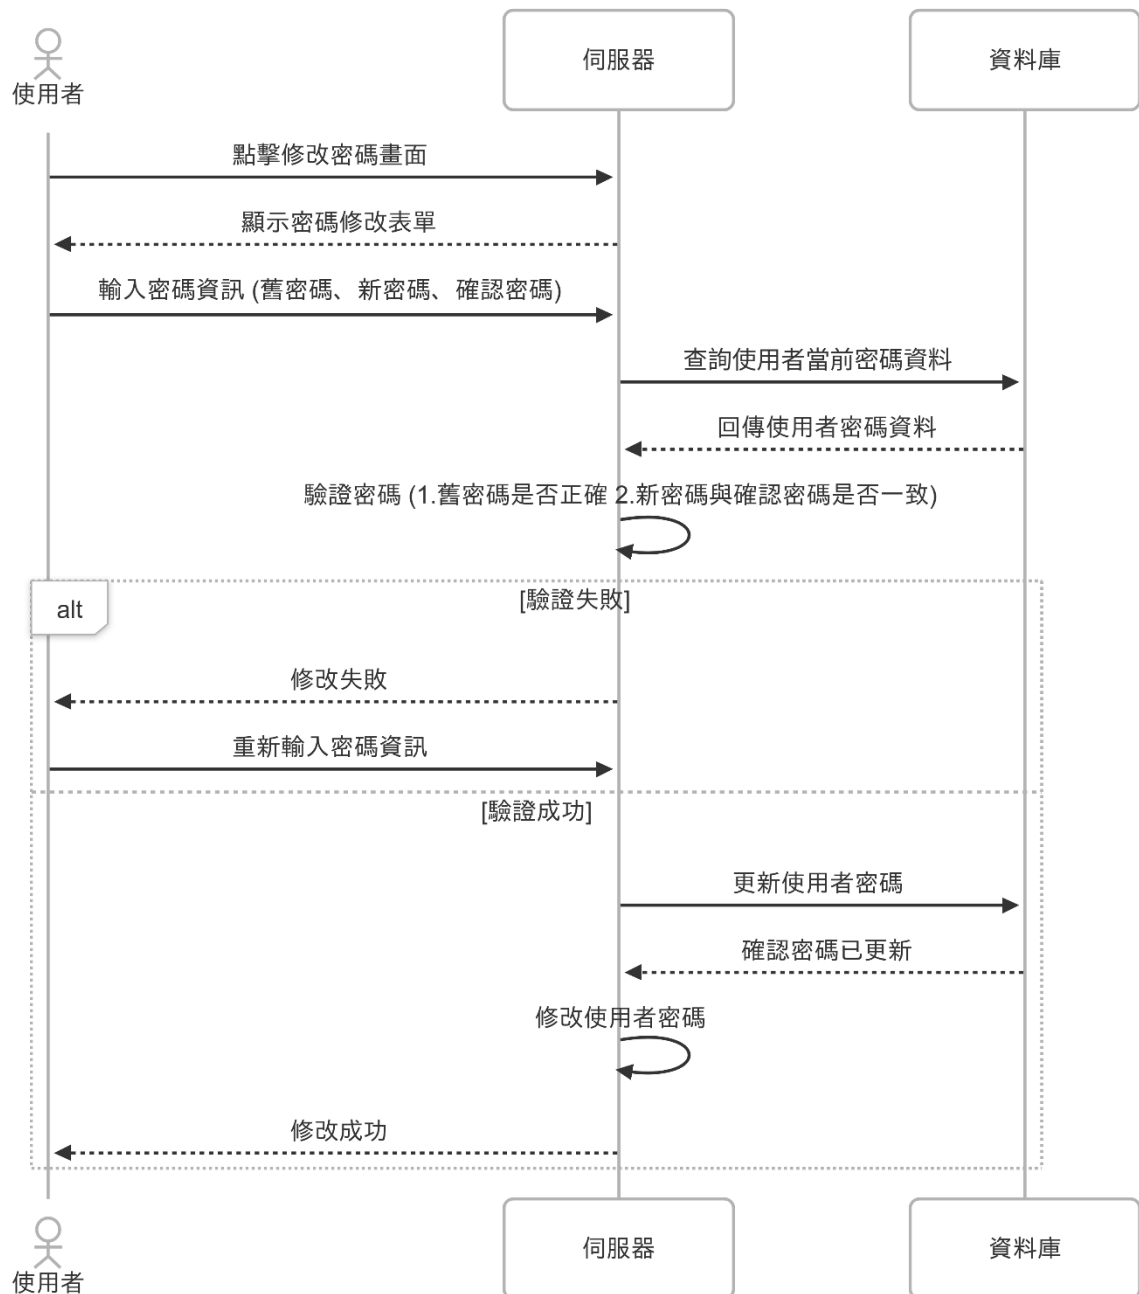 使用者
伺服器
資料庫
點擊修改密碼畫面
顯示密碼修改表單
輸入密碼資訊 (舊密碼、新密碼、確認密碼)
查詢使用者當前密碼資料
回傳使用者密碼資料
驗證密碼 (1.舊密碼是否正確 2.新密碼與確認密碼是否一致)
alt
[驗證失敗]
修改失敗
重新輸入密碼資訊
[驗證成功]
更新使用者密碼
確認密碼已更新
修改使用者密碼
修改成功
使用者
伺服器
資料庫